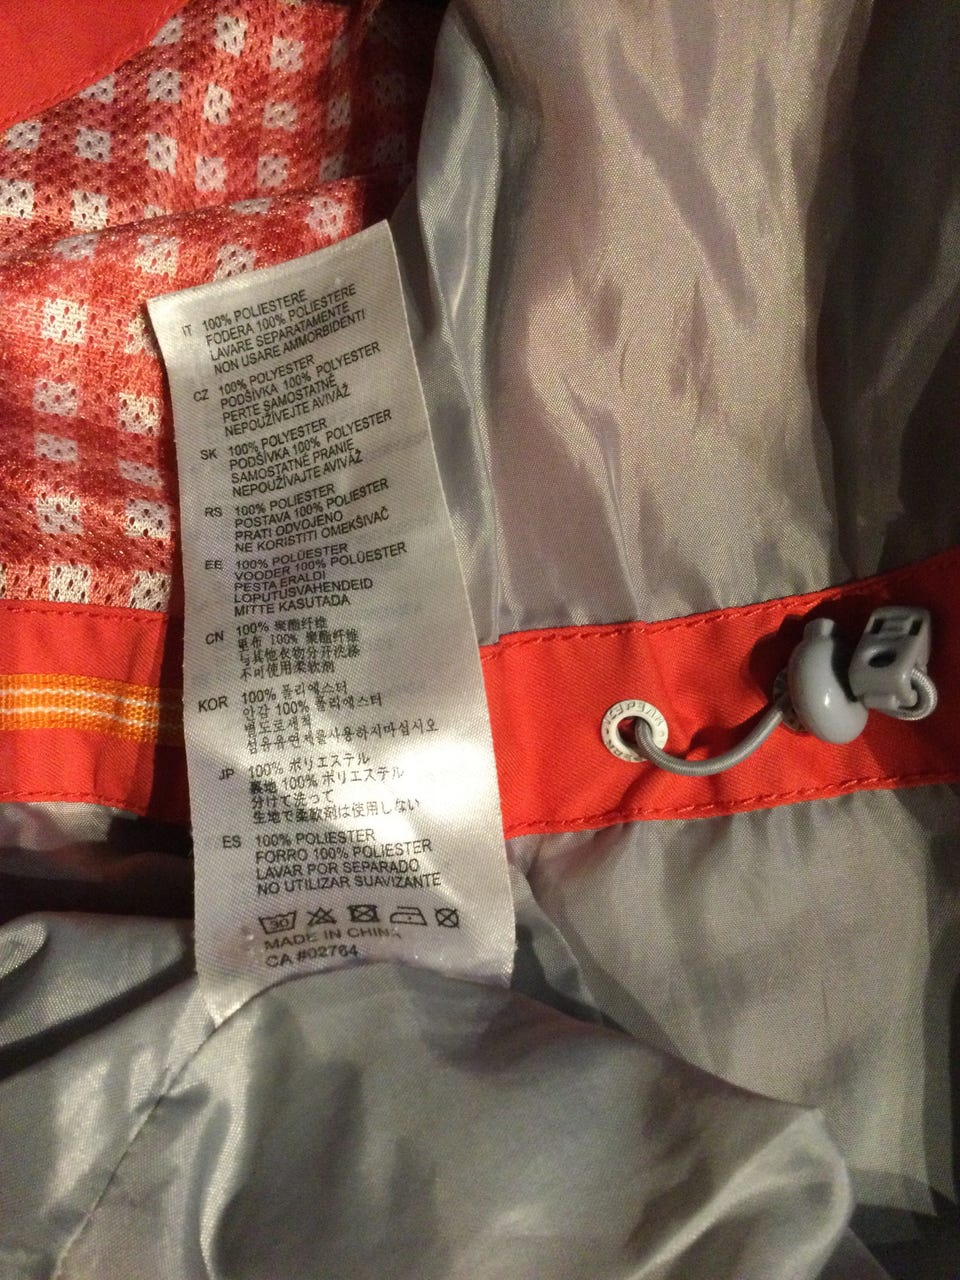 IT 100% POLIESTERE
FODERA 100% POLIESTERE
LAVARE SEPARATAMENTE
NON USARE AMMORBIDENTI
CZ 100% POLYESTER
PODŠÍVKA 100% POLYESTER
PERTE SAMOSTATNĚ
NEPOUŽÍVEJTE AVIVÁŽ
SK 100% POLYESTER
PODŠÍVKA 100% POLYESTER
SAMOSTATNÉ PRANIE
NEPOUŽÍVAJTE AVIVÁŽ
RS 100% POLIESTER
POSTAVA 100% POLIESTER
PRATI ODVOJENO
NE KORISTITI OMEKŠIVAČ
EE 100% POLÜESTER
VOODER 100% POLÜESTER
PESTA ERALDI
LOPUTUSVAHENDEID
MITTE KASUTADA
CN 100% 聚酯纤维
里布 100% 聚酯纤维
与其他衣物分开洗涤
不可使用柔软剂
KOR 100% 폴리에스터
안감 100% 폴리에스터
별도로세척
섬유유연제를사용하지마십시오
JP 100% ポリエステル
裏地 100% ポリエステル
分けて洗って
生地で柔軟剤は使用しない
ES 100% POLIESTER
FORRO 100% POLIESTER
LAVAR POR SEPARADO
NO UTILIZAR SUAVIZANTE
30
MADE IN CHINA
CA #02764